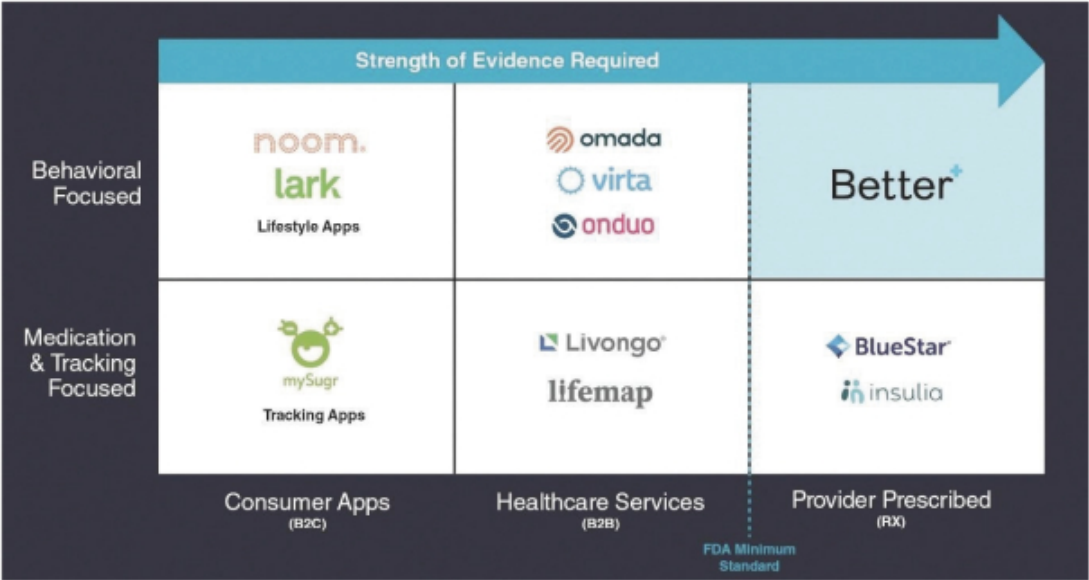 Strength of Evidence Required
Behavioral
Focused
noom.
lark
Lifestyle Apps
omada
virta
onduo
Better+
Medication
& Tracking
Focused
mySugr
Tracking Apps
Livongo®
lifemap
BlueStar®
insulia
Consumer Apps
(B2C)
Healthcare Services
(B2B)
Provider Prescribed
(RX)
FDA Minimum
Standard